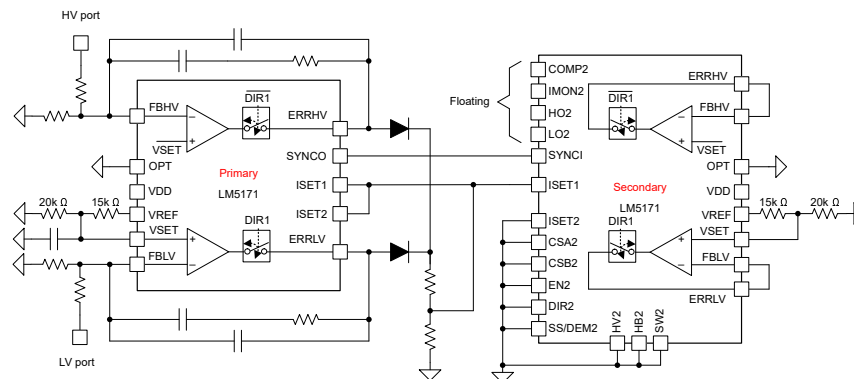 HV port
FBHV
DIR1
ERRHV
VSET
OPT
SYNCO
Primary
LM5171
VDD
ISET1
20k Ω
15k Ω
VREF
ISET2
VSET
DIR1
ERRLV
FBLV
LV port
Floating
COMP2
IMON2
HO2
LO2
SYNCI
ISET1
ISET2
CSA2
CSB2
EN2
DIR2
SS/DEM2
HV2
HB2
SW2
ERRHV
DIR1
FBHV
VSET
OPT
Secondary
LM5171
VDD
VREF
15k Ω
20k Ω
DIR1
VSET
FBLV
ERRLV